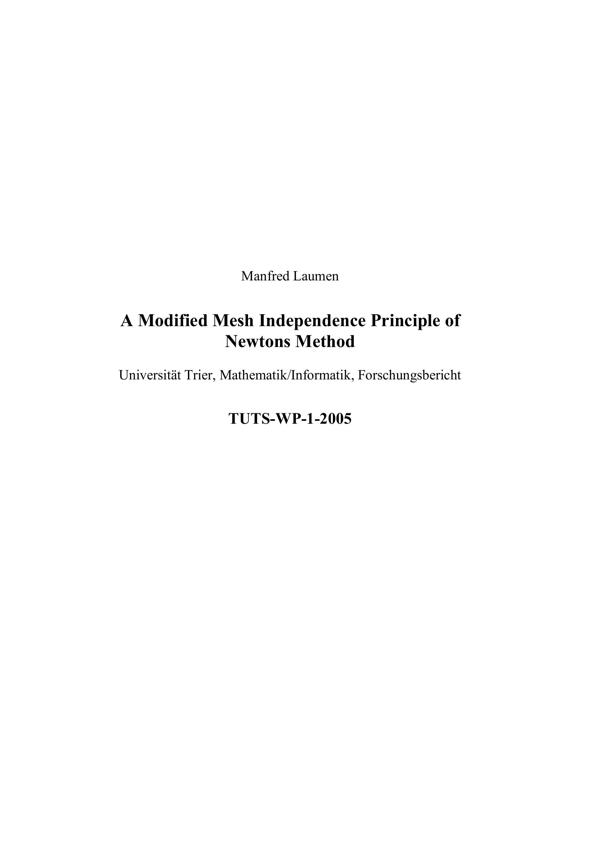 Manfred Laumen
A Modified Mesh Independence Principle of
Newtons Method
Universität Trier, Mathematik/Informatik, Forschungsbericht
TUTS-WP-1-2005